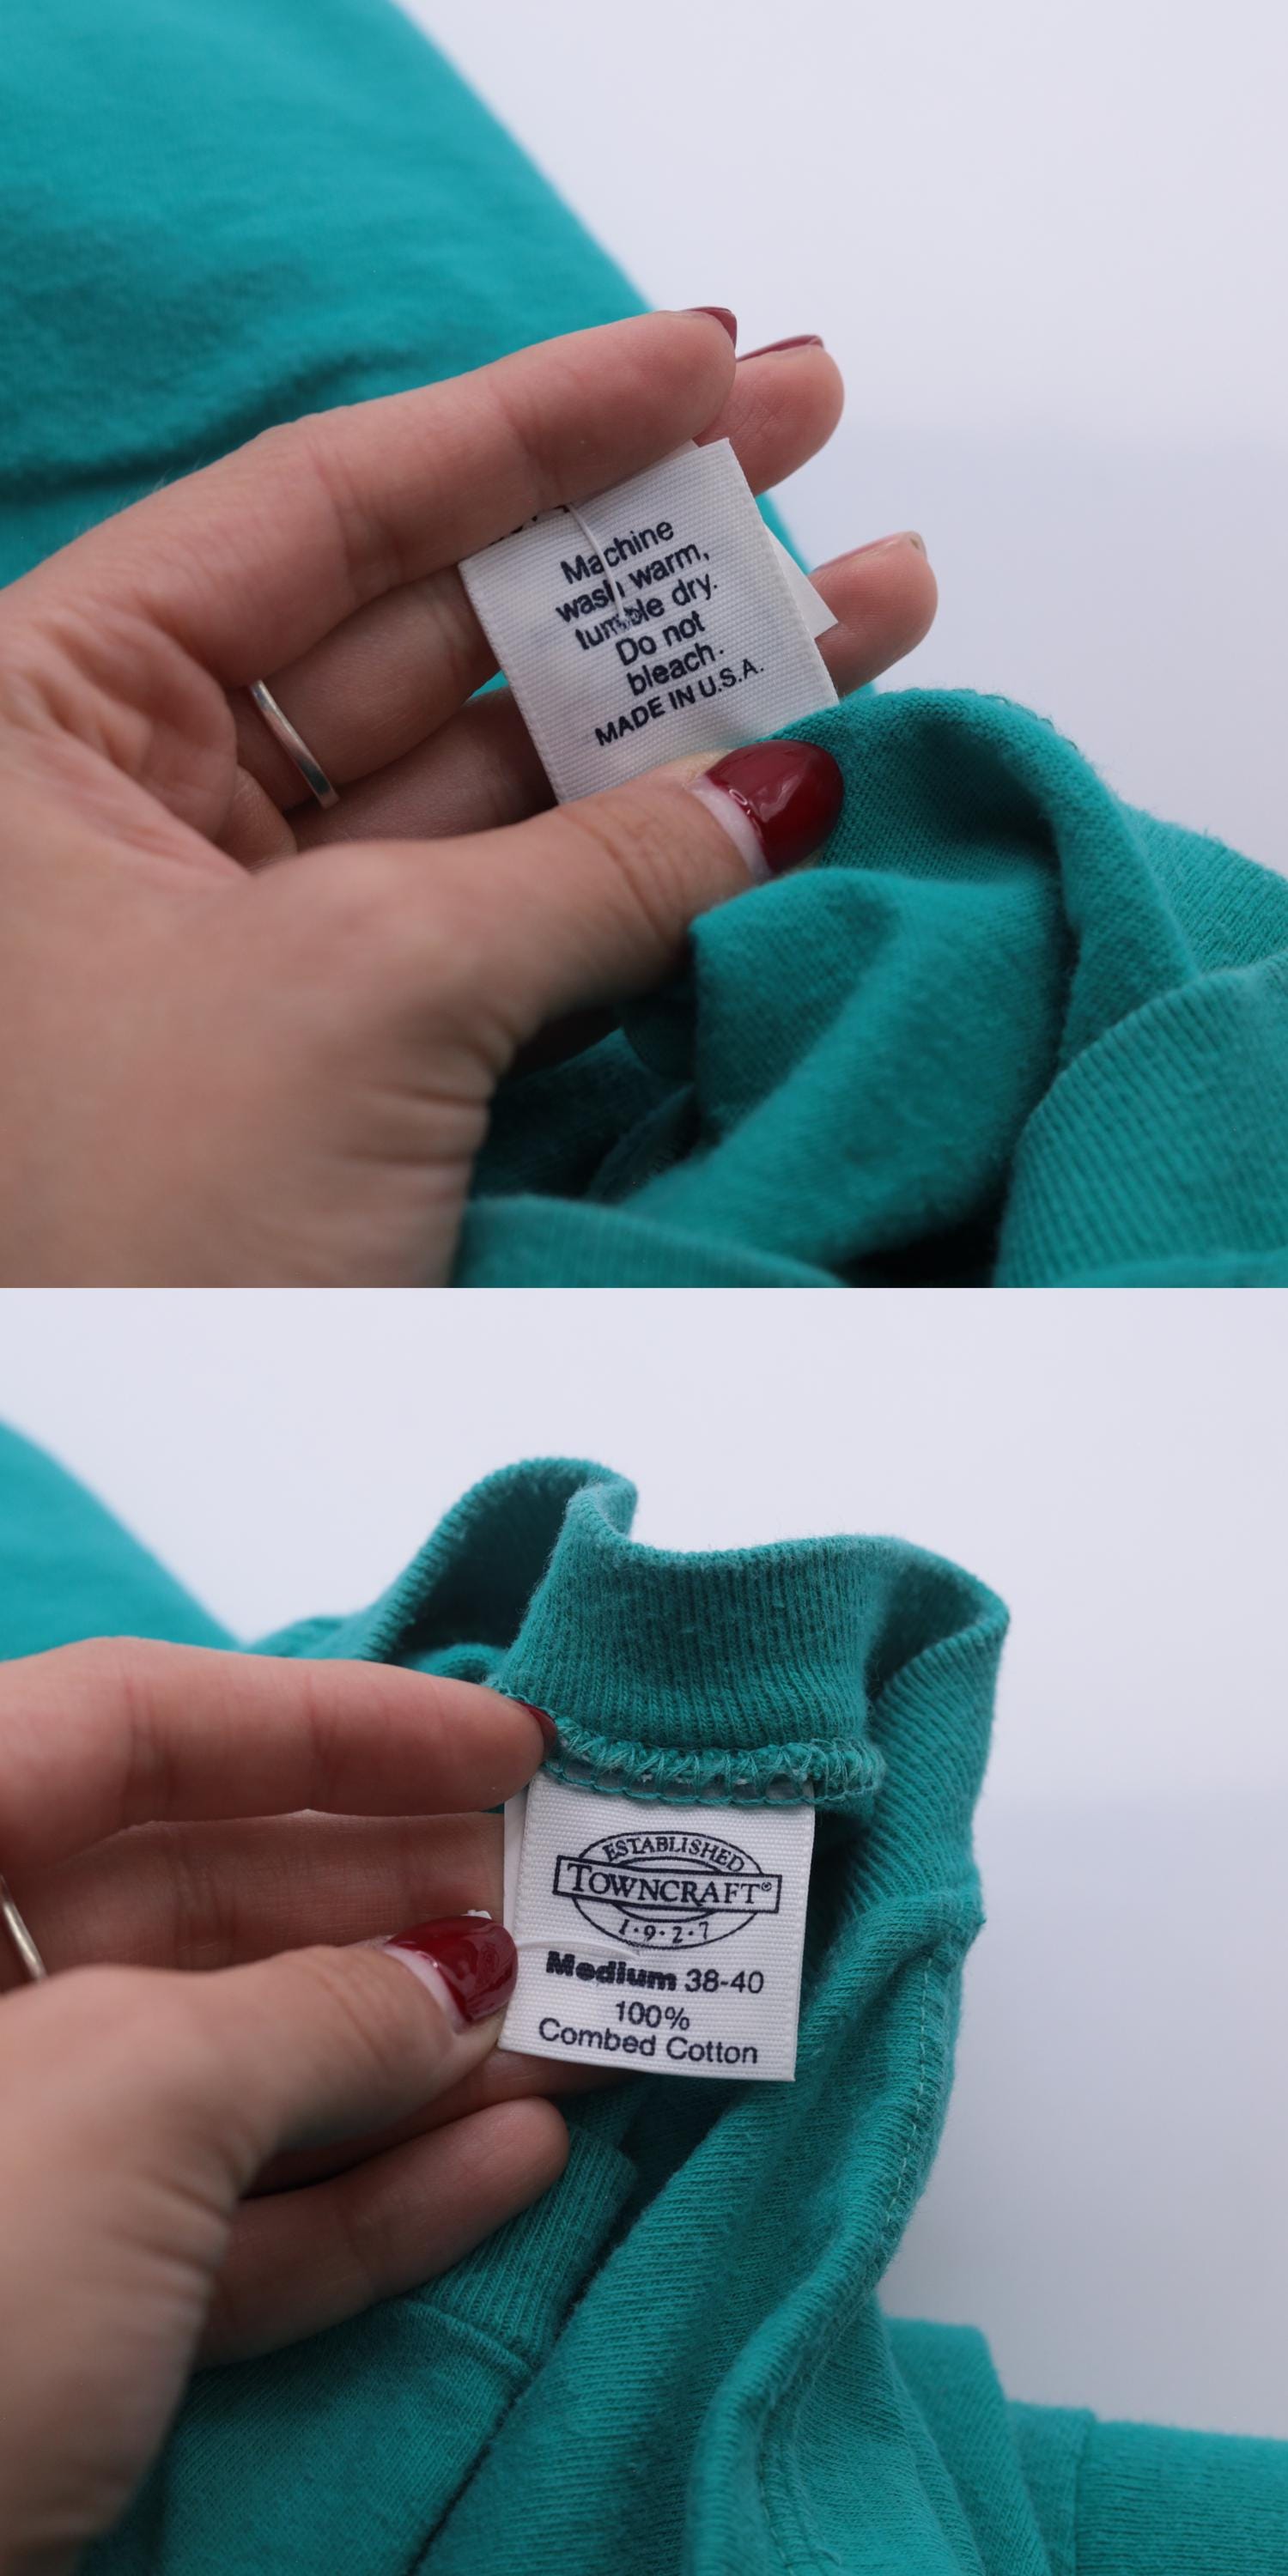 Machine
wash warm,
tumble dry.
Do not
bleach.
MADE IN U.S.A.
ESTABLISHED
TOWNCRAFT®
1·9·2·7
Medium 38-40
100%
Combed Cotton